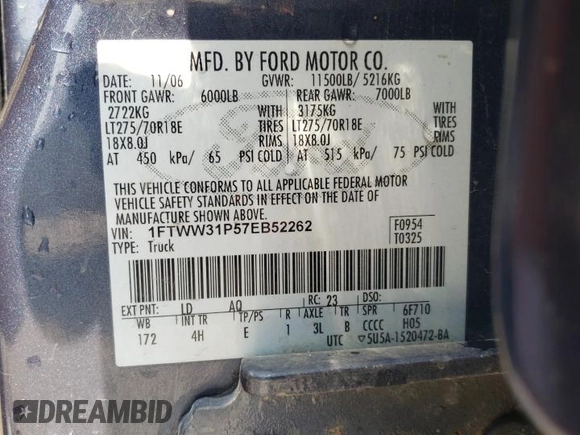 MFD. BY FORD MOTOR CO.
DATE: 11/06 GVWR: 11500LB/ 5216KG
FRONT GAWR: 6000LB REAR GAWR: 7000LB
2722KG WITH 3175KG WITH
LT275/70R18E TIRES LT275/70R18E TIRES
18X8.0J RIMS 18X8.0J RIMS
AT 450 kPa/ 65 PSI COLD AT 515 kPa/ 75 PSI COLD
THIS VEHICLE CONFORMS TO ALL APPLICABLE FEDERAL MOTOR
VEHICLE SAFETY STANDARDS IN EFFECT ON THE DATE OF
MANUFACTURE SHOWN ABOVE.
VIN: 1FTWW31P57EB52262 F0954
TYPE: Truck T0325
EXT PNT: LD AQ RC: 23 DSO:
WB INT TR TP/PS R AXLE TR SPR 6F710
172 4H E 1 3L B CCCC H05
UTC ▽5U5A-1520472-BA
DREAMBID